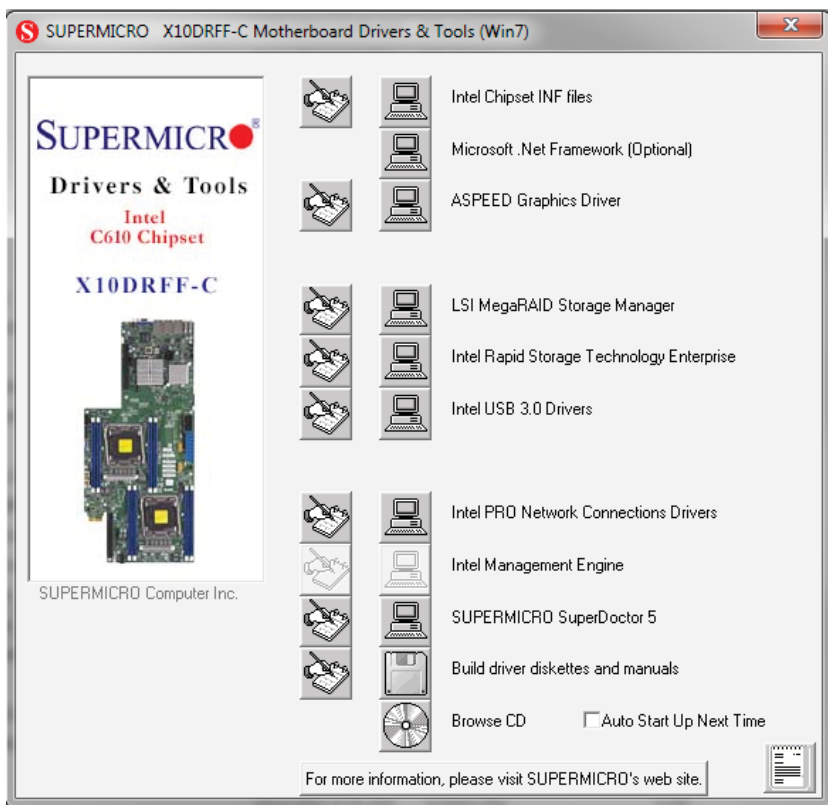 SUPERMICRO X10DRFF-C Motherboard Drivers & Tools (Win7)
SUPERMICRO®
Drivers & Tools
Intel
C610 Chipset
X10DRFF-C
SUPERMICRO Computer Inc.
Intel Chipset INF files
Microsoft .Net Framework (Optional)
ASPEED Graphics Driver
LSI MegaRAID Storage Manager
Intel Rapid Storage Technology Enterprise
Intel USB 3.0 Drivers
Intel PRO Network Connections Drivers
Intel Management Engine
SUPERMICRO SuperDoctor 5
Build driver diskettes and manuals
Browse CD Auto Start Up Next Time
For more information, please visit SUPERMICRO's web site.